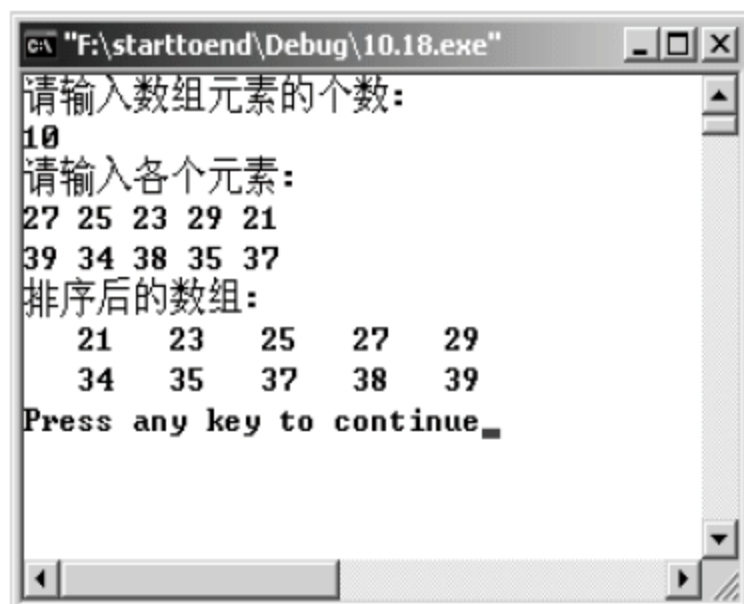 "F:\starttoend\Debug\10.18.exe"
请输入数组元素的个数:
10
请输入各个元素:
27 25 23 29 21
39 34 38 35 37
排序后的数组:
21 23 25 27 29
34 35 37 38 39
Press any key to continue_